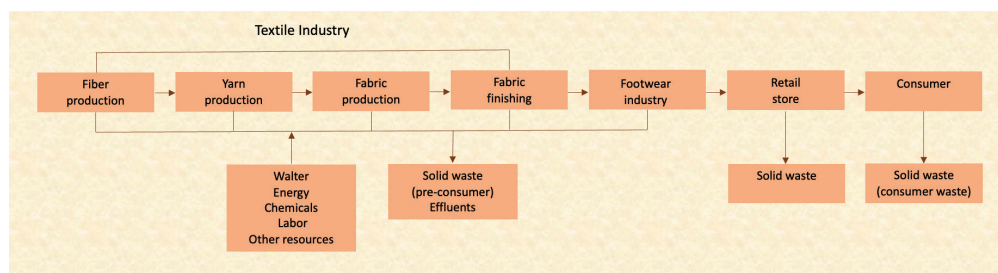 Textile Industry
Fiber
production
Yarn
production
Fabric
production
Fabric
finishing
Footwear
industry
Retail
store
Consumer
Walter
Energy
Chemicals
Labor
Other resources
Solid waste
(pre-consumer)
Effluents
Solid waste
Solid waste
(consumer waste)